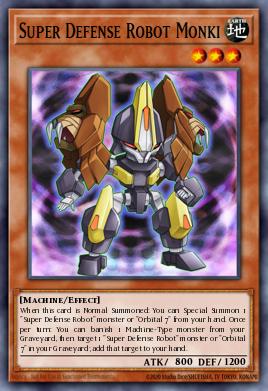 Super Defense Robot Monki
EARTH
地
[Machine/Effect]
When this card is Normal Summoned: You can Special Summon 1
"Super Defense Robot" monster or "Orbital 7" from your hand. Once
per turn: You can banish 1 Machine-Type monster from your
Graveyard, then target 1 "Super Defense Robot" monster or "Orbital
7" in your Graveyard; add that target to your hand.
ATK/ 800 DEF/1200